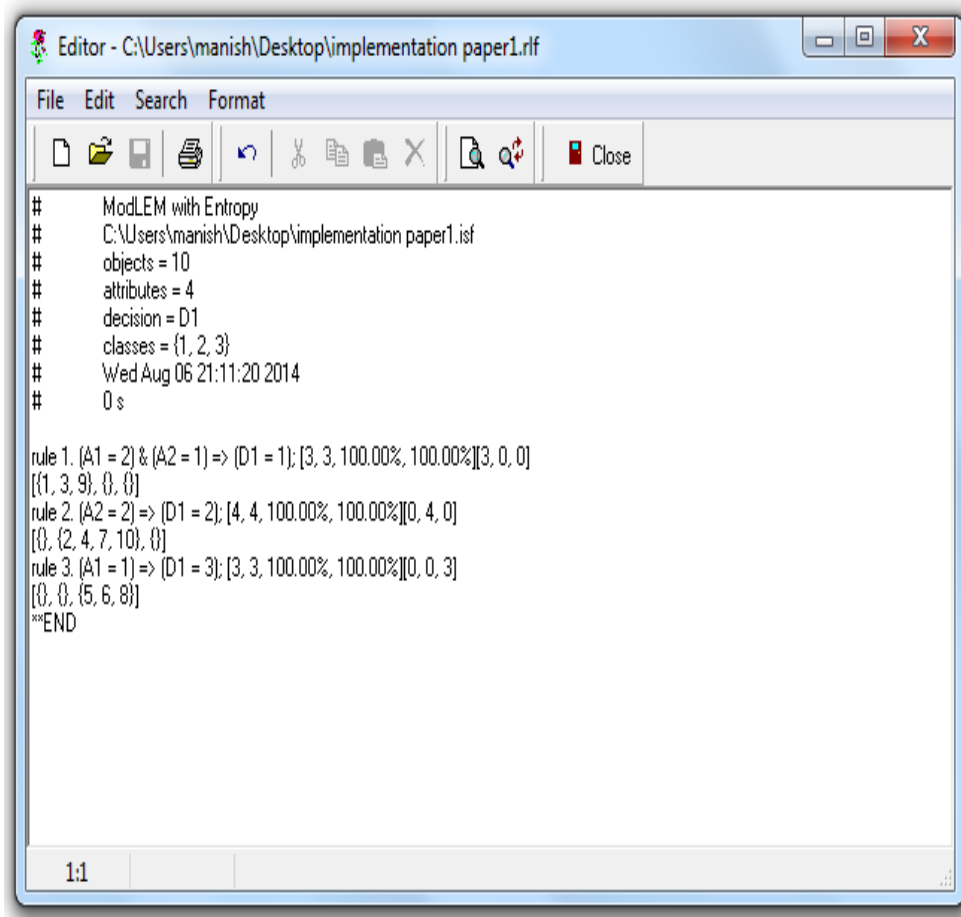 Editor - C:\Users\manish\Desktop\implementation paper1.rlf
File Edit Search Format
Close
# ModLEM with Entropy
# C:\Users\manish\Desktop\implementation paper1.isf
# objects = 10
# attributes = 4
# decision = D1
# classes = {1, 2, 3}
# Wed Aug 06 21:11:20 2014
# 0 s
rule 1. (A1 = 2) & (A2 = 1) => (D1 = 1); [3, 3, 100.00%, 100.00%][3, 0, 0]
[{1, 3, 9}, {}, {}]
rule 2. (A2 = 2) => (D1 = 2); [4, 4, 100.00%, 100.00%][0, 4, 0]
[{}, {2, 4, 7, 10}, {}]
rule 3. (A1 = 1) => (D1 = 3); [3, 3, 100.00%, 100.00%][0, 0, 3]
[{}, {}, {5, 6, 8}]
**END
1:1